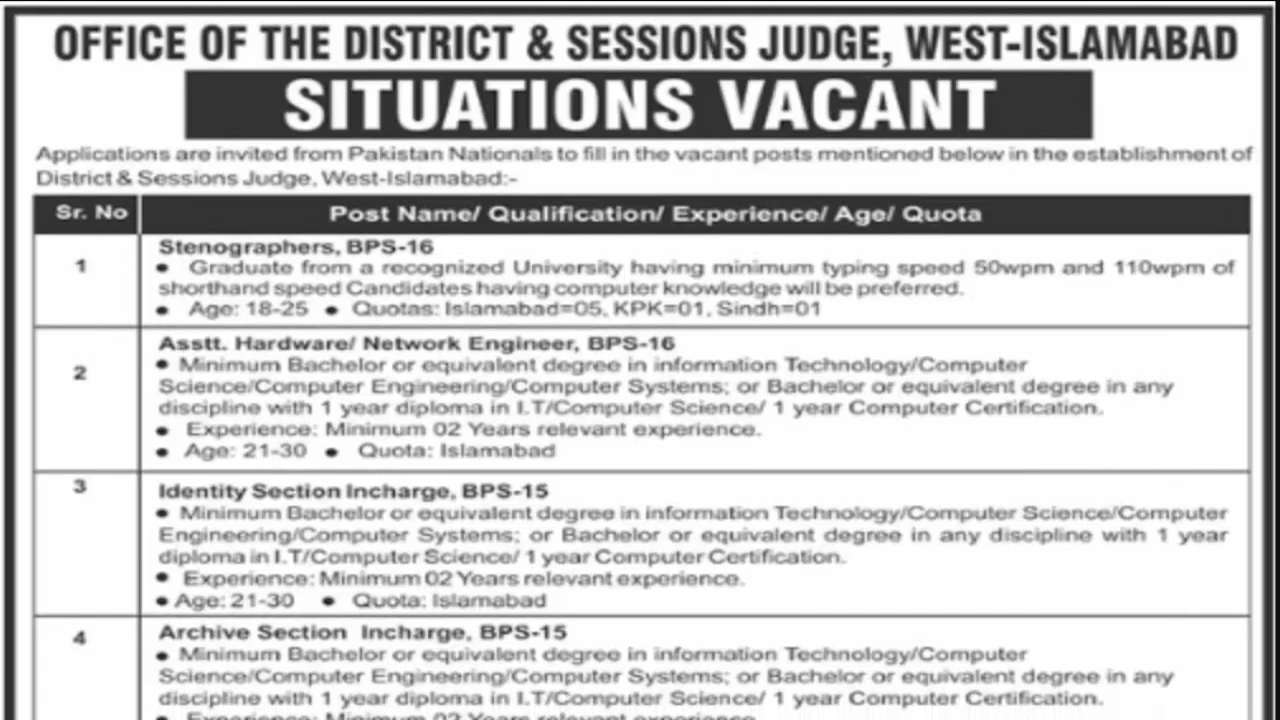 OFFICE OF THE DISTRICT & SESSIONS JUDGE, WEST-ISLAMABAD
SITUATIONS VACANT
Applications are invited from Pakistan Nationals to fill in the vacant posts mentioned below in the establishment of
District & Sessions Judge, West-Islamabad:-
Sr. No Post Name/ Qualification/ Experience/ Age/ Quota
Stenographers, BPS-16
1 • Graduate from a recognized University having minimum typing speed 50wpm and 110wpm of
shorthand speed Candidates having computer knowledge will be preferred.
• Age: 18-25 • Quotas: Islamabad=05, KPK=01, Sindh=01
Asstt. Hardware/ Network Engineer, BPS-16
2 • Minimum Bachelor or equivalent degree in information Technology/Computer
Science/Computer Engineering/Computer Systems; or Bachelor or equivalent degree in any
discipline with 1 year diploma in I.T/Computer Science/ 1 year Computer Certification.
• Experience: Minimum 02 Years relevant experience.
• Age: 21-30 • Quota: Islamabad
3 Identity Section Incharge, BPS-15
• Minimum Bachelor or equivalent degree in information Technology/Computer Science/Computer
Engineering/Computer Systems; or Bachelor or equivalent degree in any discipline with 1 year
diploma in I.T/Computer Science/ 1 year Computer Certification.
• Experience: Minimum 02 Years relevant experience.
• Age: 21-30 • Quota: Islamabad
4 Archive Section Incharge, BPS-15
• Minimum Bachelor or equivalent degree in information Technology/Computer
Science/Computer Engineering/Computer Systems; or Bachelor or equivalent degree in any
discipline with 1 year diploma in I.T/Computer Science/ 1 year Computer Certification.
• Experience: Minimum 02 Years relevant experience.